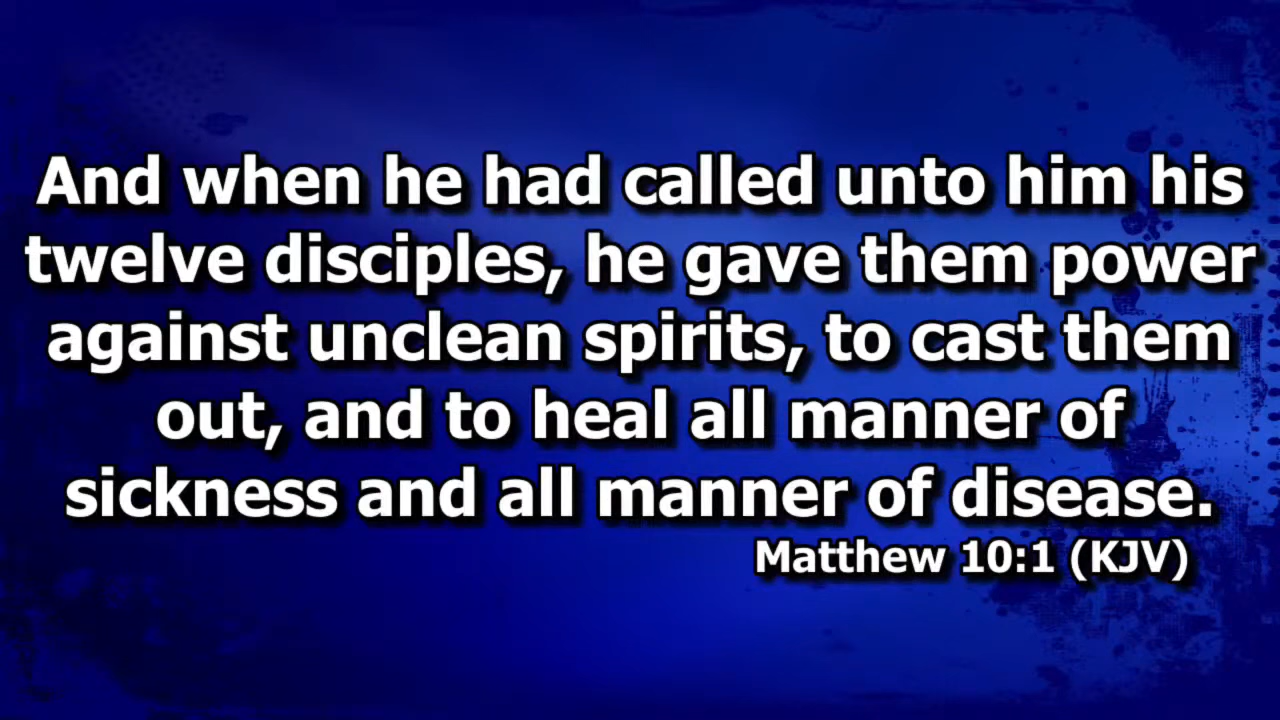 And when he had called unto him his
twelve disciples, he gave them power
against unclean spirits, to cast them
out, and to heal all manner of
sickness and all manner of disease.
Matthew 10:1 (KJV)